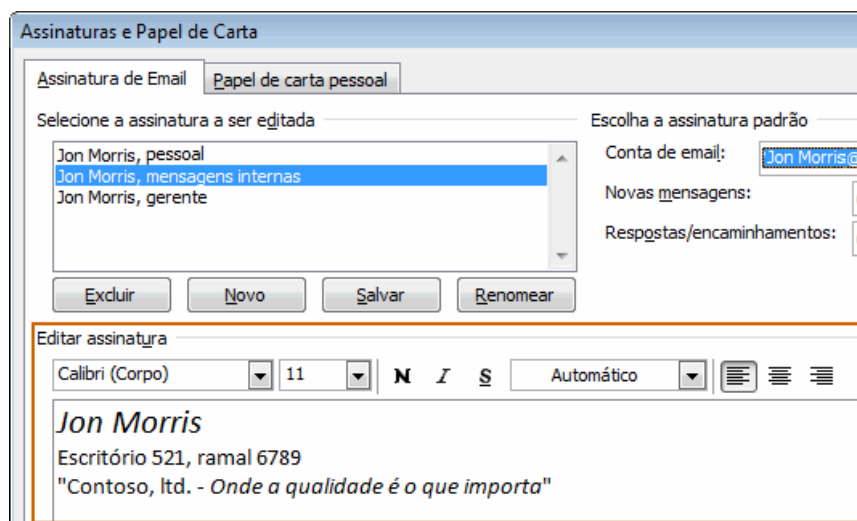 Assinaturas e Papel de Carta
Assinatura de Email
Papel de carta pessoal
Selecione a assinatura a ser editada
Jon Morris, pessoal
Jon Morris, mensagens internas
Jon Morris, gerente
Excluir
Novo
Salvar
Renomear
Escolha a assinatura padrão
Conta de email:
Jon Morris@
Novas mensagens:
Respostas/encaminhamentos:
Editar assinatura
Calibri (Corpo)
11
N
I
S
Automático
Jon Morris
Escritório 521, ramal 6789
"Contoso, ltd. - Onde a qualidade é o que importa"